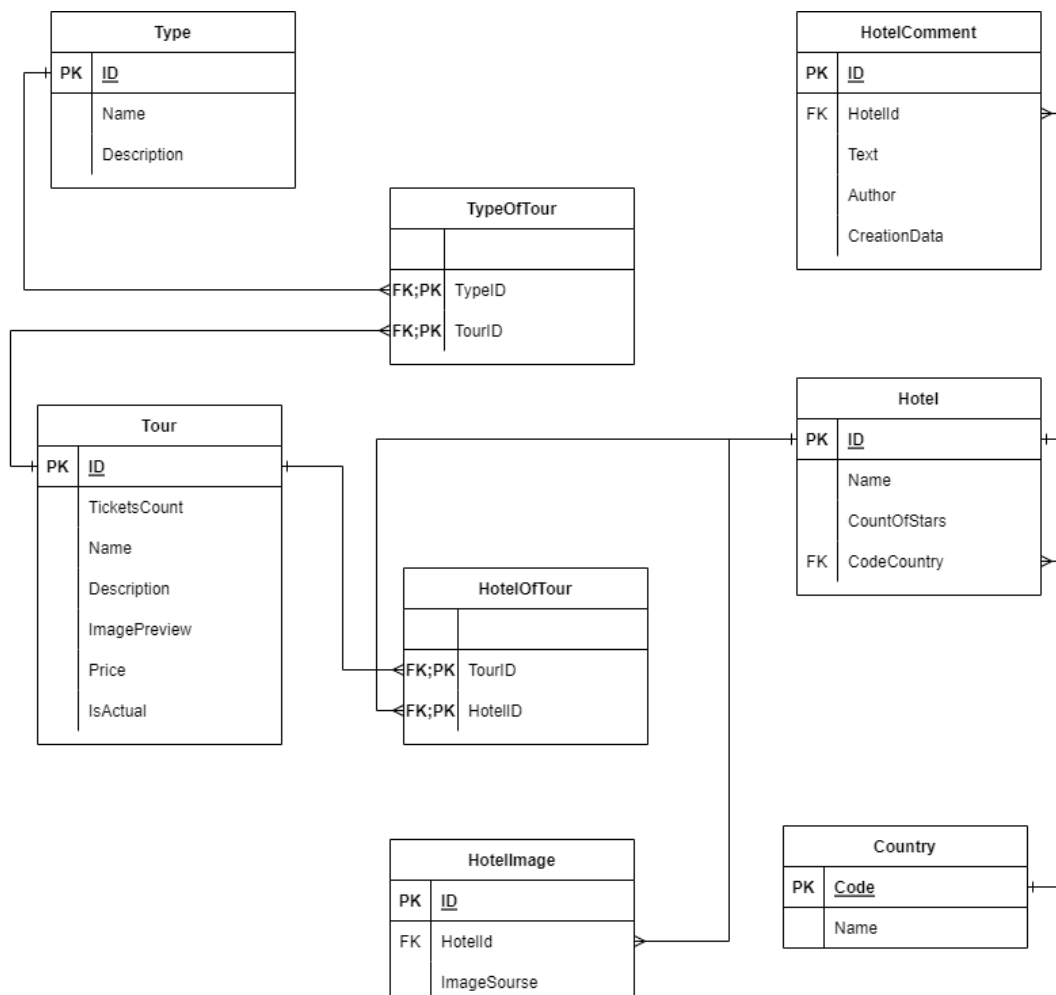 Type
PK ID
Name
Description
HotelComment
PK ID
FK HotelId
Text
Author
CreationData
TypeOfTour
FK;PK TypeID
FK;PK TourID
Tour
PK ID
TicketsCount
Name
Description
ImagePreview
Price
IsActual
Hotel
PK ID
Name
CountOfStars
FK CodeCountry
HotelOfTour
FK;PK TourID
FK;PK HotelID
HotelImage
PK ID
FK HotelId
ImageSourse
Country
PK Code
Name